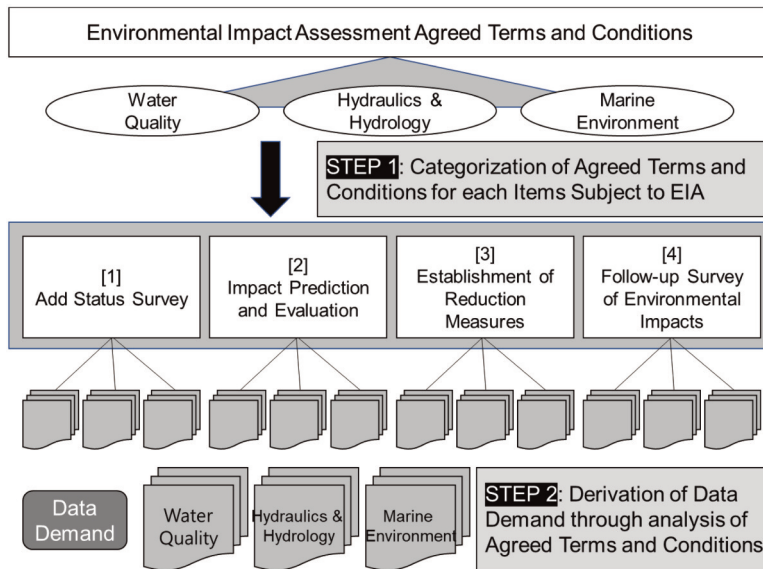 Environmental Impact Assessment Agreed Terms and Conditions
Water
Quality
Hydraulics &
Hydrology
Marine
Environment
STEP 1: Categorization of Agreed Terms and
Conditions for each Items Subject to EIA
[1]
Add Status Survey
[2]
Impact Prediction
and Evaluation
[3]
Establishment of
Reduction
Measures
[4]
Follow-up Survey
of Environmental
Impacts
Data
Demand
Water
Quality
Hydraulics &
Hydrology
Marine
Environment
STEP 2: Derivation of Data
Demand through analysis of
Agreed Terms and Conditions